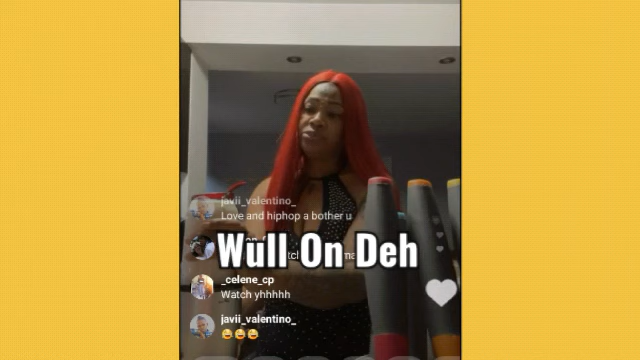 javii_valentino_
Love and hiphop a bother u
Wull On Deh
_celene_cp
Watch yhhhhh
javii_valentino_
😂😂😂